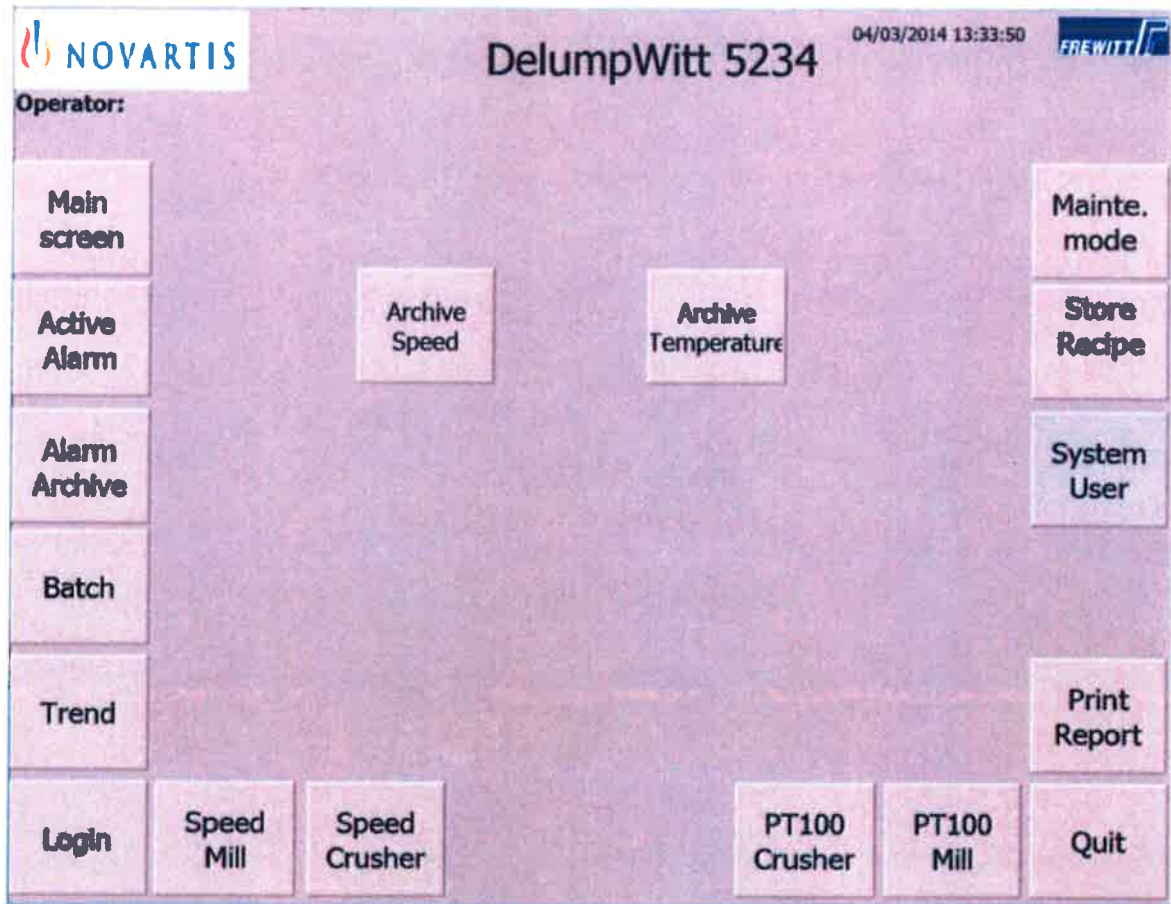 NOVARTIS
DelumpWitt 5234
04/03/2014 13:33:50
FREWITT
Operator:
Main
screen
Mainte.
mode
Archive
Speed
Archive
Temperature
Active
Alarm
Store
Recipe
Alarm
Archive
System
User
Batch
Trend
Print
Report
Login
Speed
Mill
Speed
Crusher
PT100
Crusher
PT100
Mill
Quit